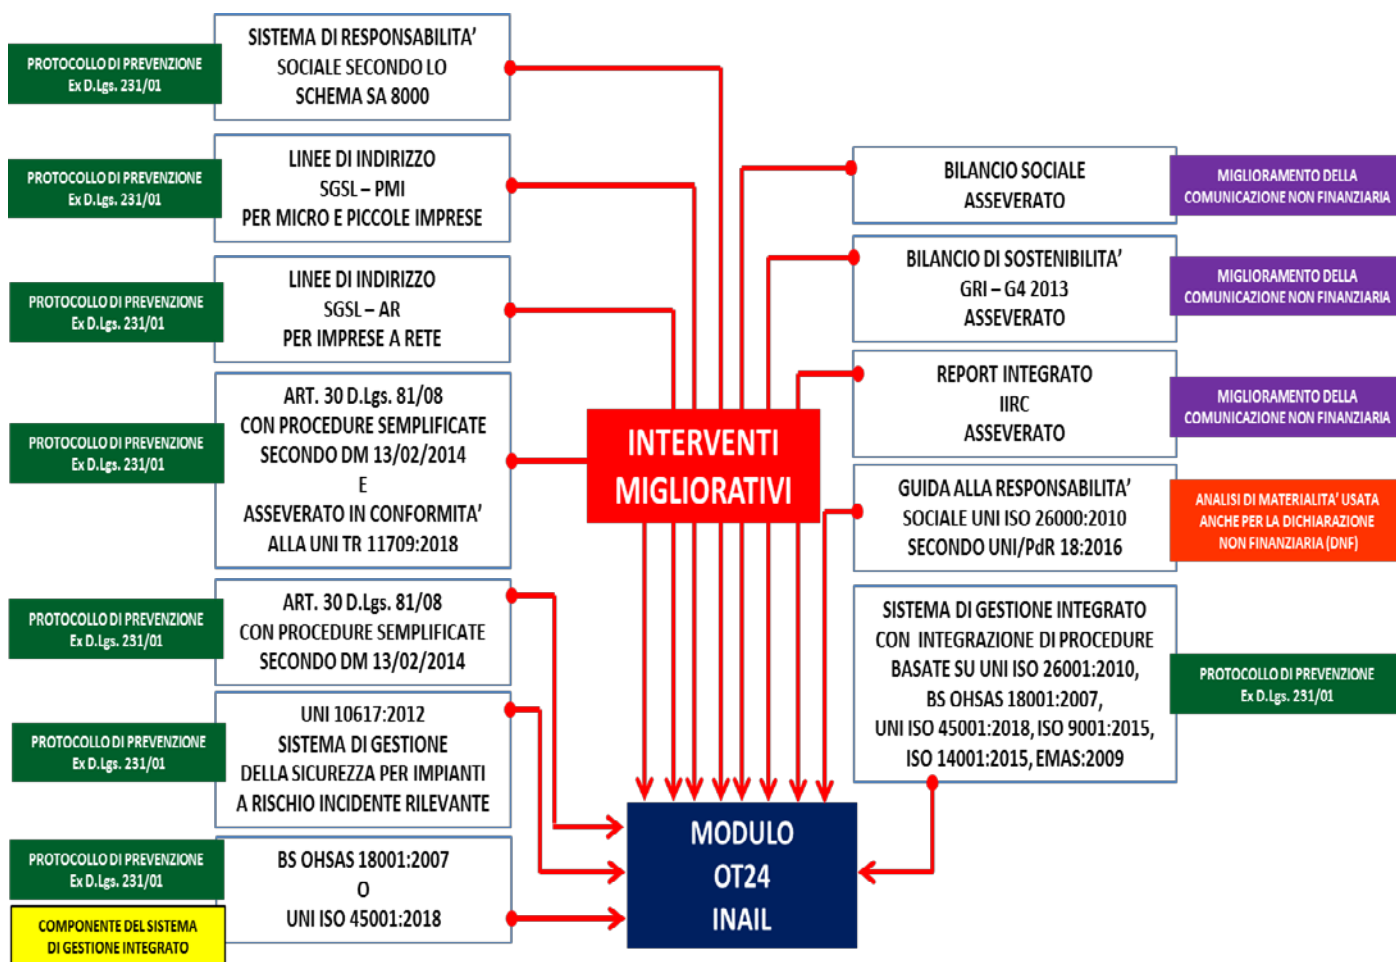 PROTOCOLLO DI PREVENZIONE
Ex D.Lgs. 231/01
SISTEMA DI RESPONSABILITA'
SOCIALE SECONDO LO
SCHEMA SA 8000
PROTOCOLLO DI PREVENZIONE
Ex D.Lgs. 231/01
LINEE DI INDIRIZZO
SGSL – PMI
PER MICRO E PICCOLE IMPRESE
PROTOCOLLO DI PREVENZIONE
Ex D.Lgs. 231/01
LINEE DI INDIRIZZO
SGSL – AR
PER IMPRESE A RETE
PROTOCOLLO DI PREVENZIONE
Ex D.Lgs. 231/01
ART. 30 D.Lgs. 81/08
CON PROCEDURE SEMPLIFICATE
SECONDO DM 13/02/2014
E
ASSEVERATO IN CONFORMITA'
ALLA UNI TR 11709:2018
PROTOCOLLO DI PREVENZIONE
Ex D.Lgs. 231/01
ART. 30 D.Lgs. 81/08
CON PROCEDURE SEMPLIFICATE
SECONDO DM 13/02/2014
PROTOCOLLO DI PREVENZIONE
Ex D.Lgs. 231/01
UNI 10617:2012
SISTEMA DI GESTIONE
DELLA SICUREZZA PER IMPIANTI
A RISCHIO INCIDENTE RILEVANTE
PROTOCOLLO DI PREVENZIONE
Ex D.Lgs. 231/01
COMPONENTE DEL SISTEMA
DI GESTIONE INTEGRATO
BS OHSAS 18001:2007
O
UNI ISO 45001:2018
INTERVENTI
MIGLIORATIVI
MODULO
OT24
INAIL
BILANCIO SOCIALE
ASSEVERATO
MIGLIORAMENTO DELLA
COMUNICAZIONE NON FINANZIARIA
BILANCIO DI SOSTENIBILITA'
GRI – G4 2013
ASSEVERATO
MIGLIORAMENTO DELLA
COMUNICAZIONE NON FINANZIARIA
REPORT INTEGRATO
IIRC
ASSEVERATO
MIGLIORAMENTO DELLA
COMUNICAZIONE NON FINANZIARIA
GUIDA ALLA RESPONSABILITA'
SOCIALE UNI ISO 26000:2010
SECONDO UNI/PdR 18:2016
ANALISI DI MATERIALITA' USATA
ANCHE PER LA DICHIARAZIONE
NON FINANZIARIA (DNF)
SISTEMA DI GESTIONE INTEGRATO
CON INTEGRAZIONE DI PROCEDURE
BASATE SU UNI ISO 26001:2010,
BS OHSAS 18001:2007,
UNI ISO 45001:2018, ISO 9001:2015,
ISO 14001:2015, EMAS:2009
PROTOCOLLO DI PREVENZIONE
Ex D.Lgs. 231/01